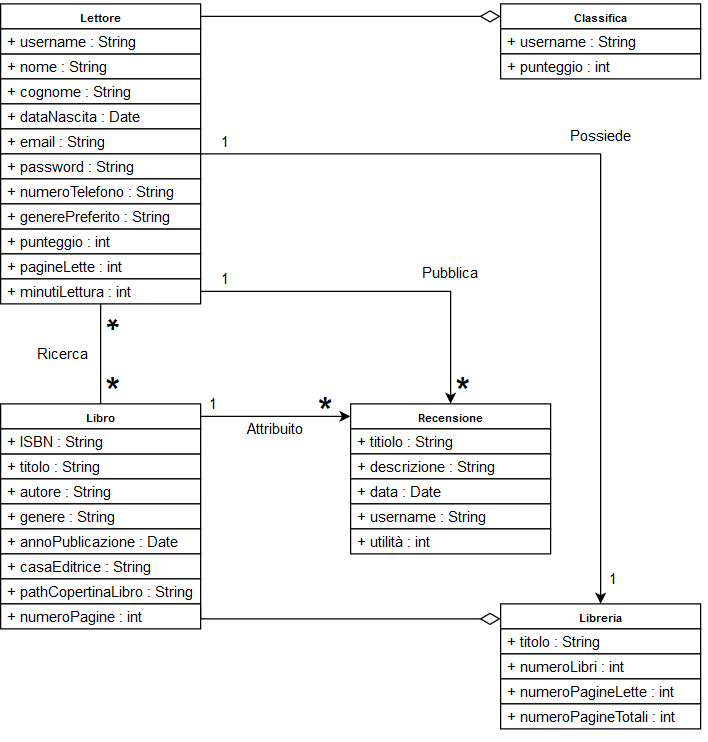 Lettore
+ username : String
+ nome : String
+ cognome : String
+ dataNascita : Date
+ email : String
+ password : String
+ numeroTelefono : String
+ generePreferito : String
+ punteggio : int
+ pagineLette : int
+ minutiLettura : int
Classifica
+ username : String
+ punteggio : int
1
Possiede
1
Pubblica
*
Ricerca
*
*
1
*
Attribuito
Libro
+ ISBN : String
+ titolo : String
+ autore : String
+ genere : String
+ annoPublicazione : Date
+ casaEditrice : String
+ pathCopertinaLibro : String
+ numeroPagine : int
Recensione
+ titiolo : String
+ descrizione : String
+ data : Date
+ username : String
+ utilità : int
1
Libreria
+ titolo : String
+ numeroLibri : int
+ numeroPagineLette : int
+ numeroPagineTotali : int